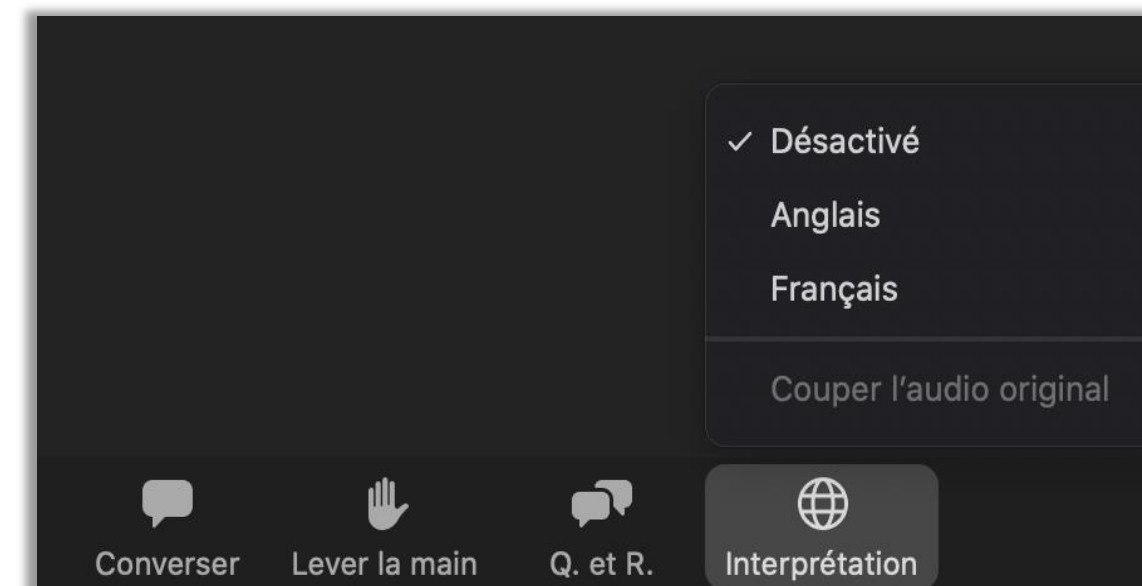 Désactivé
Anglais
Français
Couper l’audio original
Converser Lever la main Q. et R. Interprétation